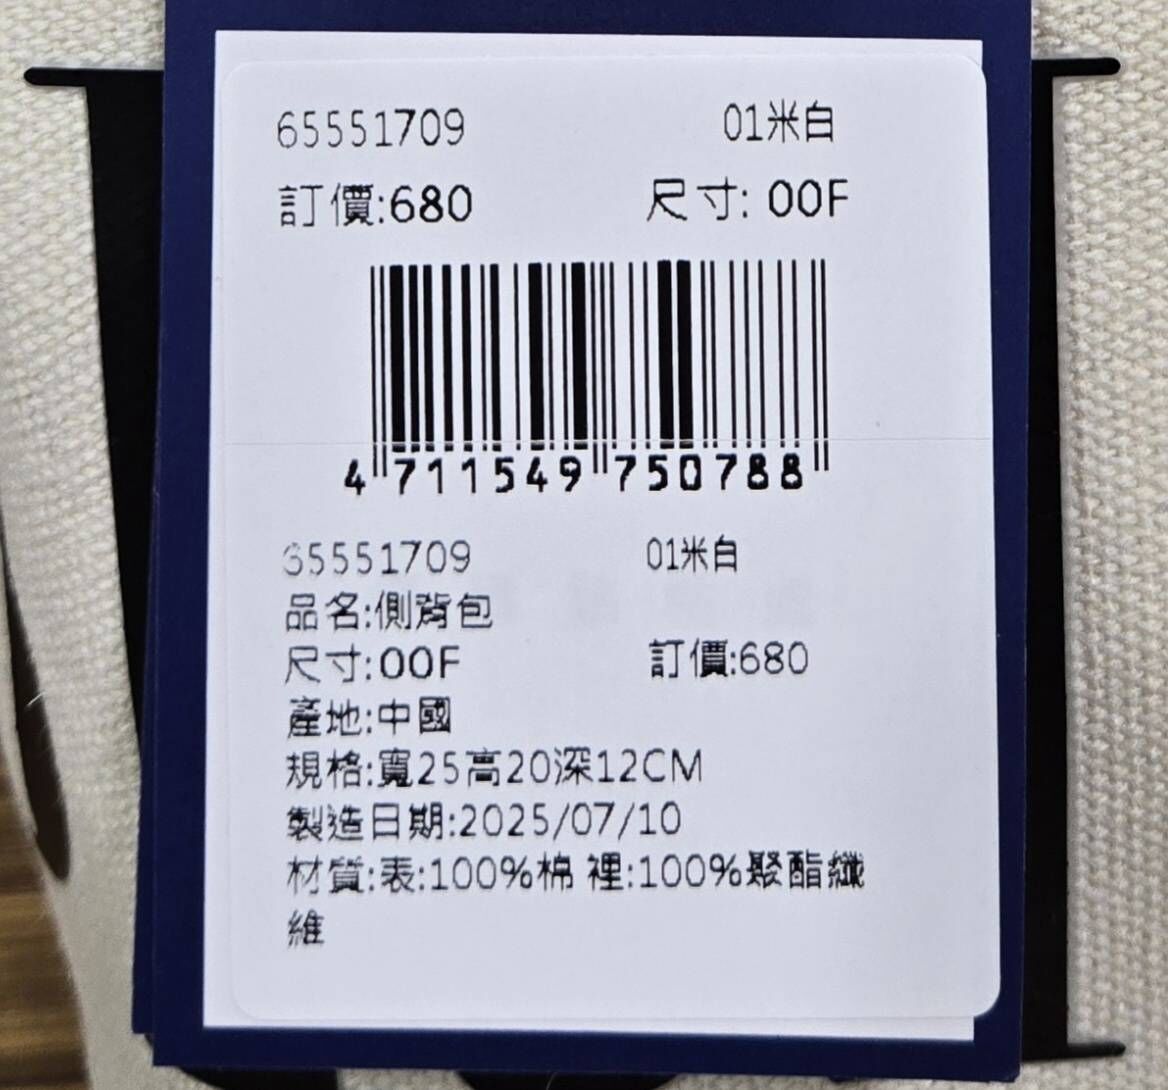 65551709 01米白
訂價:680 尺寸: 00F
4 711549 750788
65551709 01米白
品名:側背包
尺寸:00F 訂價:680
產地:中國
規格:寬25高20深12CM
製造日期:2025/07/10
材質:表:100%棉 裡:100%聚酯纖
維